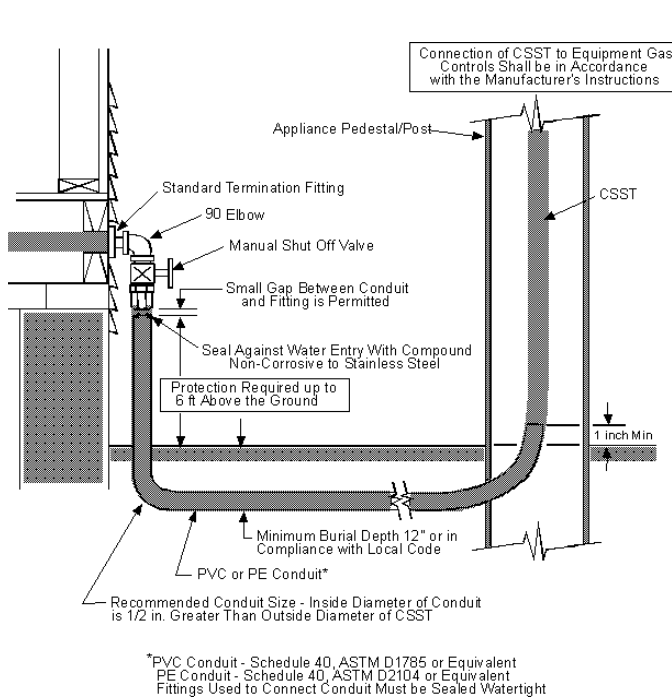 Connection of CSST to Equipment Gas
Controls Shall be in Accordance
with the Manufacturer's Instructions
Appliance Pedestal/Post
CSST
Standard Termination Fitting
90 Elbow
Manual Shut Off Valve
Small Gap Between Conduit
and Fitting is Permitted
Seal Against Water Entry With Compound
Non-Corrosive to Stainless Steel
Protection Required up to
6 ft Above the Ground
1 inch Min
Minimum Burial Depth 12" or in
Compliance with Local Code
PVC or PE Conduit*
Recommended Conduit Size - Inside Diameter of Conduit
is 1/2 in. Greater Than Outside Diameter of CSST
*PVC Conduit - Schedule 40, ASTM D1785 or Equivalent
PE Conduit - Schedule 40, ASTM D2104 or Equivalent
Fittings Used to Connect Conduit Must be Sealed Watertight